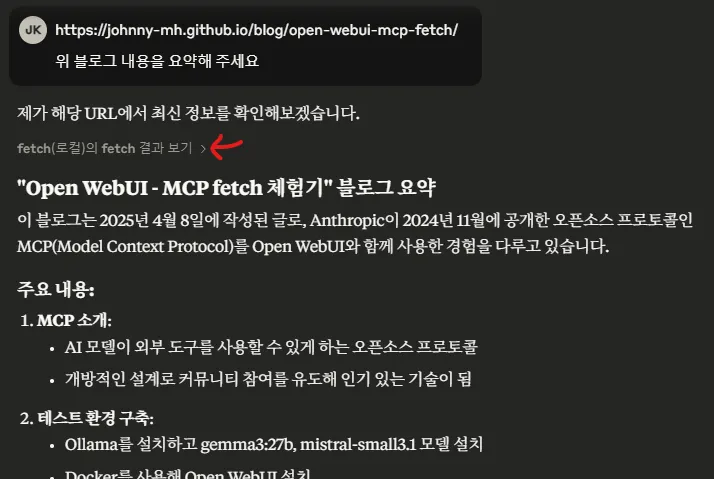 JK https://johnny-mh.github.io/blog/open-webui-mcp-fetch/
위 블로그 내용을 요약해 주세요
제가 해당 URL에서 최신 정보를 확인해보겠습니다.
fetch(로컬)의 fetch 결과 보기 >
"Open WebUI - MCP fetch 체험기" 블로그 요약
이 블로그는 2025년 4월 8일에 작성된 글로, Anthropic이 2024년 11월에 공개한 오픈소스 프로토콜인
MCP(Model Context Protocol)를 Open WebUI와 함께 사용한 경험을 다루고 있습니다.
주요 내용:
1. MCP 소개:
• AI 모델이 외부 도구를 사용할 수 있게 하는 오픈소스 프로토콜
• 개방적인 설계로 커뮤니티 참여를 유도해 인기 있는 기술이 됨
2. 테스트 환경 구축:
• Ollama를 설치하고 gemma3:27b, mistral-small3.1 모델 설치
• Docker를 사용해 Open WebUI 설치